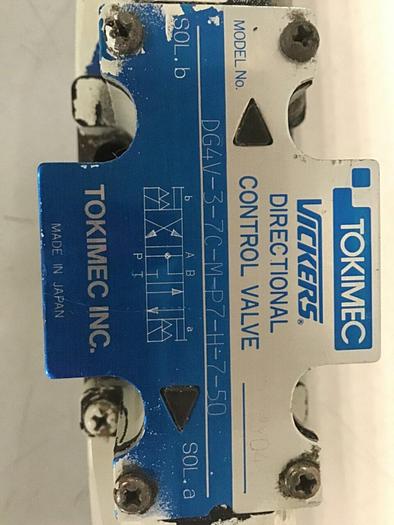 TOKIMEC
VICKERS®
DIRECTIONAL
CONTROL VALVE
MODEL No.
DG4V-3-7C-M-P7-H-7-50
SOL. b
SOL. a
b
a
A B
P T
TOKIMEC INC.
MADE IN JAPAN